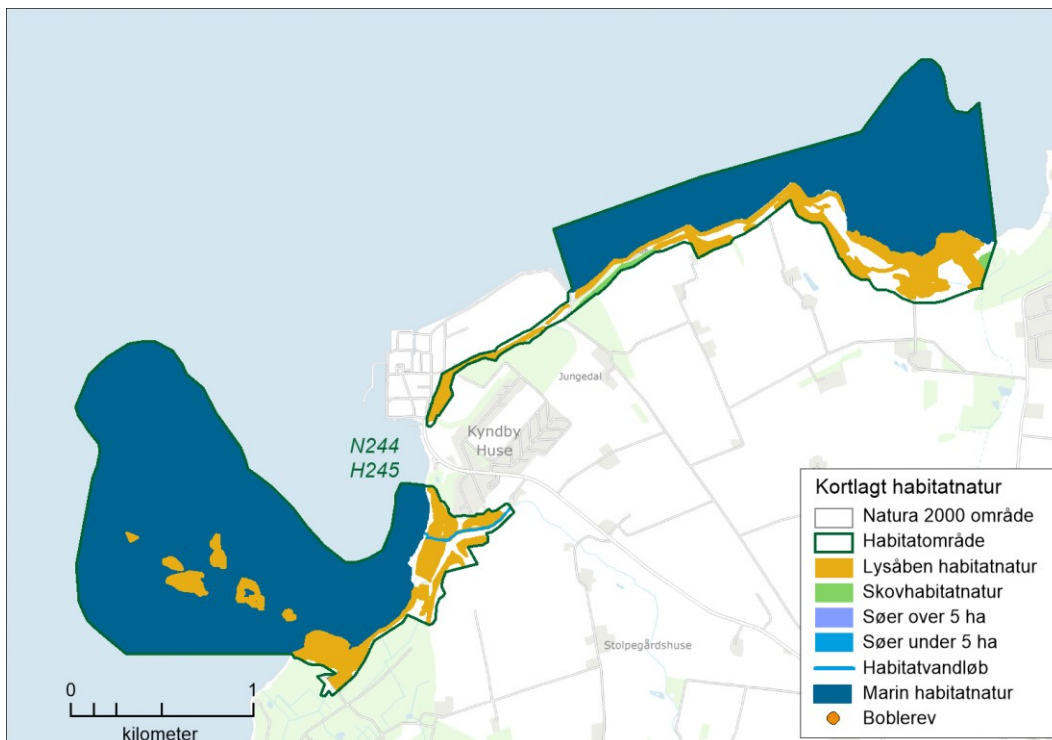 Jungedal
Kyndby
Huse
N244
H245
Stolpegårdshuse
0
1
kilometer
Kortlagt habitatnatur
Natura 2000 område
Habitatområde
Lysåben habitatnatur
Skovhabitatnatur
Søer over 5 ha
Søer under 5 ha
Habitatvandløb
Marin habitatnatur
Boblerev